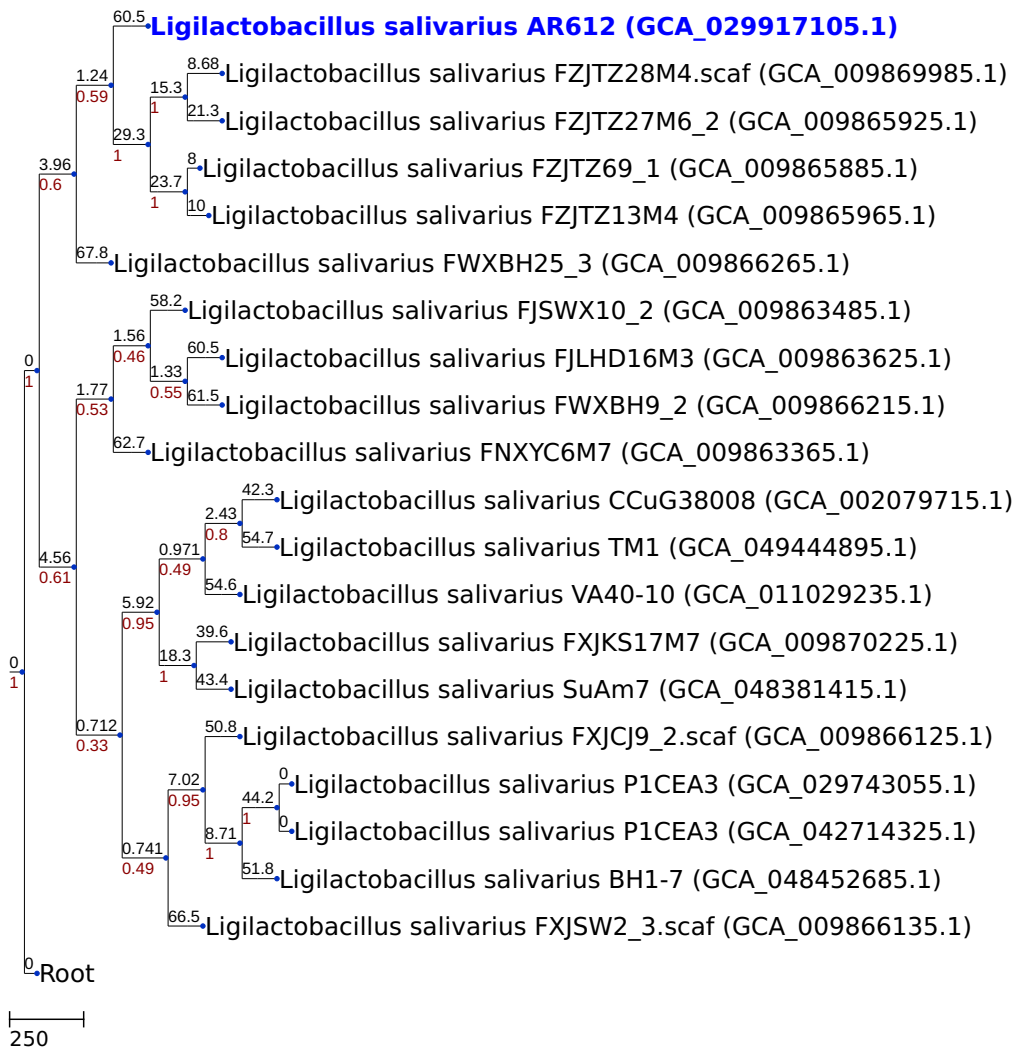 60.5
Ligilactobacillus salivarius AR612 (GCA_029917105.1)
1.24
0.59
8.68
Ligilactobacillus salivarius FZJTZ28M4.scaf (GCA_009869985.1)
15.3
1
21.3
Ligilactobacillus salivarius FZJTZ27M6_2 (GCA_009865925.1)
29.3
1
8
Ligilactobacillus salivarius FZJTZ69_1 (GCA_009865885.1)
3.96
0.6
23.7
1
10
Ligilactobacillus salivarius FZJTZ13M4 (GCA_009865965.1)
67.8
Ligilactobacillus salivarius FWXBH25_3 (GCA_009866265.1)
58.2
Ligilactobacillus salivarius FJSWX10_2 (GCA_009863485.1)
1.56
0.46
0
1
60.5
Ligilactobacillus salivarius FJLHD16M3 (GCA_009863625.1)
1.33
0.55
1.77
0.53
61.5
Ligilactobacillus salivarius FWXBH9_2 (GCA_009866215.1)
62.7
Ligilactobacillus salivarius FNXYC6M7 (GCA_009863365.1)
42.3
Ligilactobacillus salivarius CCuG38008 (GCA_002079715.1)
2.43
0.8
54.7
Ligilactobacillus salivarius TM1 (GCA_049444895.1)
0.971
0.49
4.56
0.61
54.6
Ligilactobacillus salivarius VA40-10 (GCA_011029235.1)
5.92
0.95
39.6
Ligilactobacillus salivarius FXJKS17M7 (GCA_009870225.1)
18.3
1
0
1
43.4
Ligilactobacillus salivarius SuAm7 (GCA_048381415.1)
0.712
0.33
50.8
Ligilactobacillus salivarius FXJCJ9_2.scaf (GCA_009866125.1)
7.02
0.95
0
Ligilactobacillus salivarius P1CEA3 (GCA_029743055.1)
44.2
1
0
Ligilactobacillus salivarius P1CEA3 (GCA_042714325.1)
8.71
1
0.741
0.49
51.8
Ligilactobacillus salivarius BH1-7 (GCA_048452685.1)
66.5
Ligilactobacillus salivarius FXJSW2_3.scaf (GCA_009866135.1)
0
Root
250